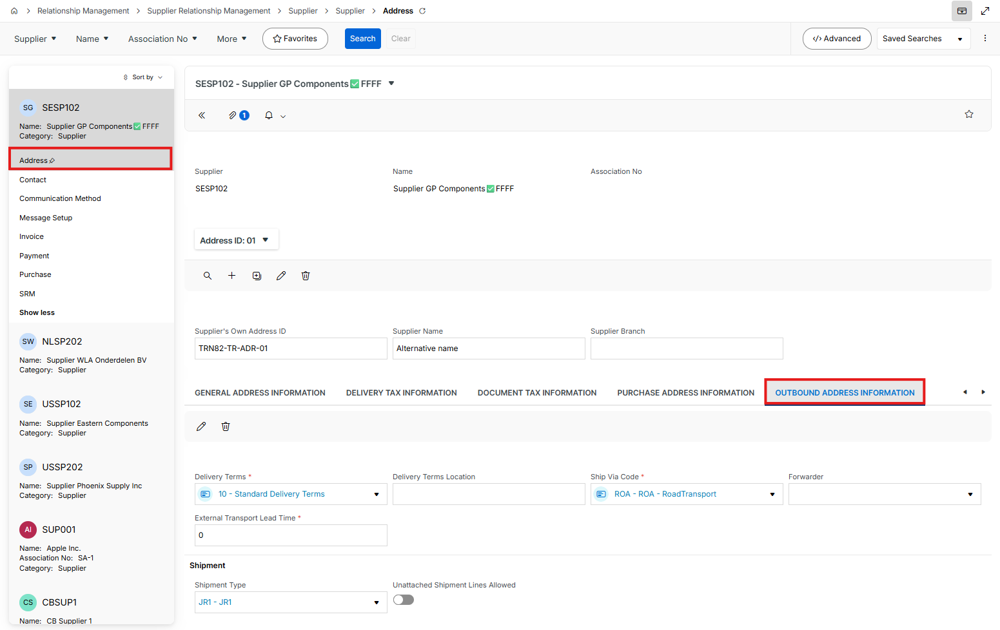 Relationship Management > Supplier Relationship Management > Supplier > Supplier > Address
Supplier Name Association No More Favorites Search Clear </> Advanced Saved Searches
Sort by
SG SESP102
Name: Supplier GP Components✅FFFF
Category: Supplier
Address
Contact
Communication Method
Message Setup
Invoice
Payment
Purchase
SRM
Show less
SW NLSP202
Name: Supplier WLA Onderdelen BV
Category: Supplier
SE USSP102
Name: Supplier Eastern Components
Category: Supplier
SP USSP202
Name: Supplier Phoenix Supply Inc
Category: Supplier
AI SUP001
Name: Apple Inc.
Association No: SA-1
Category: Supplier
CS CBSUP1
Name: CB Supplier 1
SESP102 - Supplier GP Components✅FFFF
1
Supplier Name Association No
SESP102 Supplier GP Components✅FFFF
Address ID: 01
Supplier's Own Address ID Supplier Name Supplier Branch
TRN82-TR-ADR-01 Alternative name
GENERAL ADDRESS INFORMATION DELIVERY TAX INFORMATION DOCUMENT TAX INFORMATION PURCHASE ADDRESS INFORMATION OUTBOUND ADDRESS INFORMATION
Delivery Terms * Delivery Terms Location Ship Via Code * Forwarder
10 - Standard Delivery Terms ROA - ROA - RoadTransport
External Transport Lead Time *
0
Shipment
Shipment Type Unattached Shipment Lines Allowed
JR1 - JR1